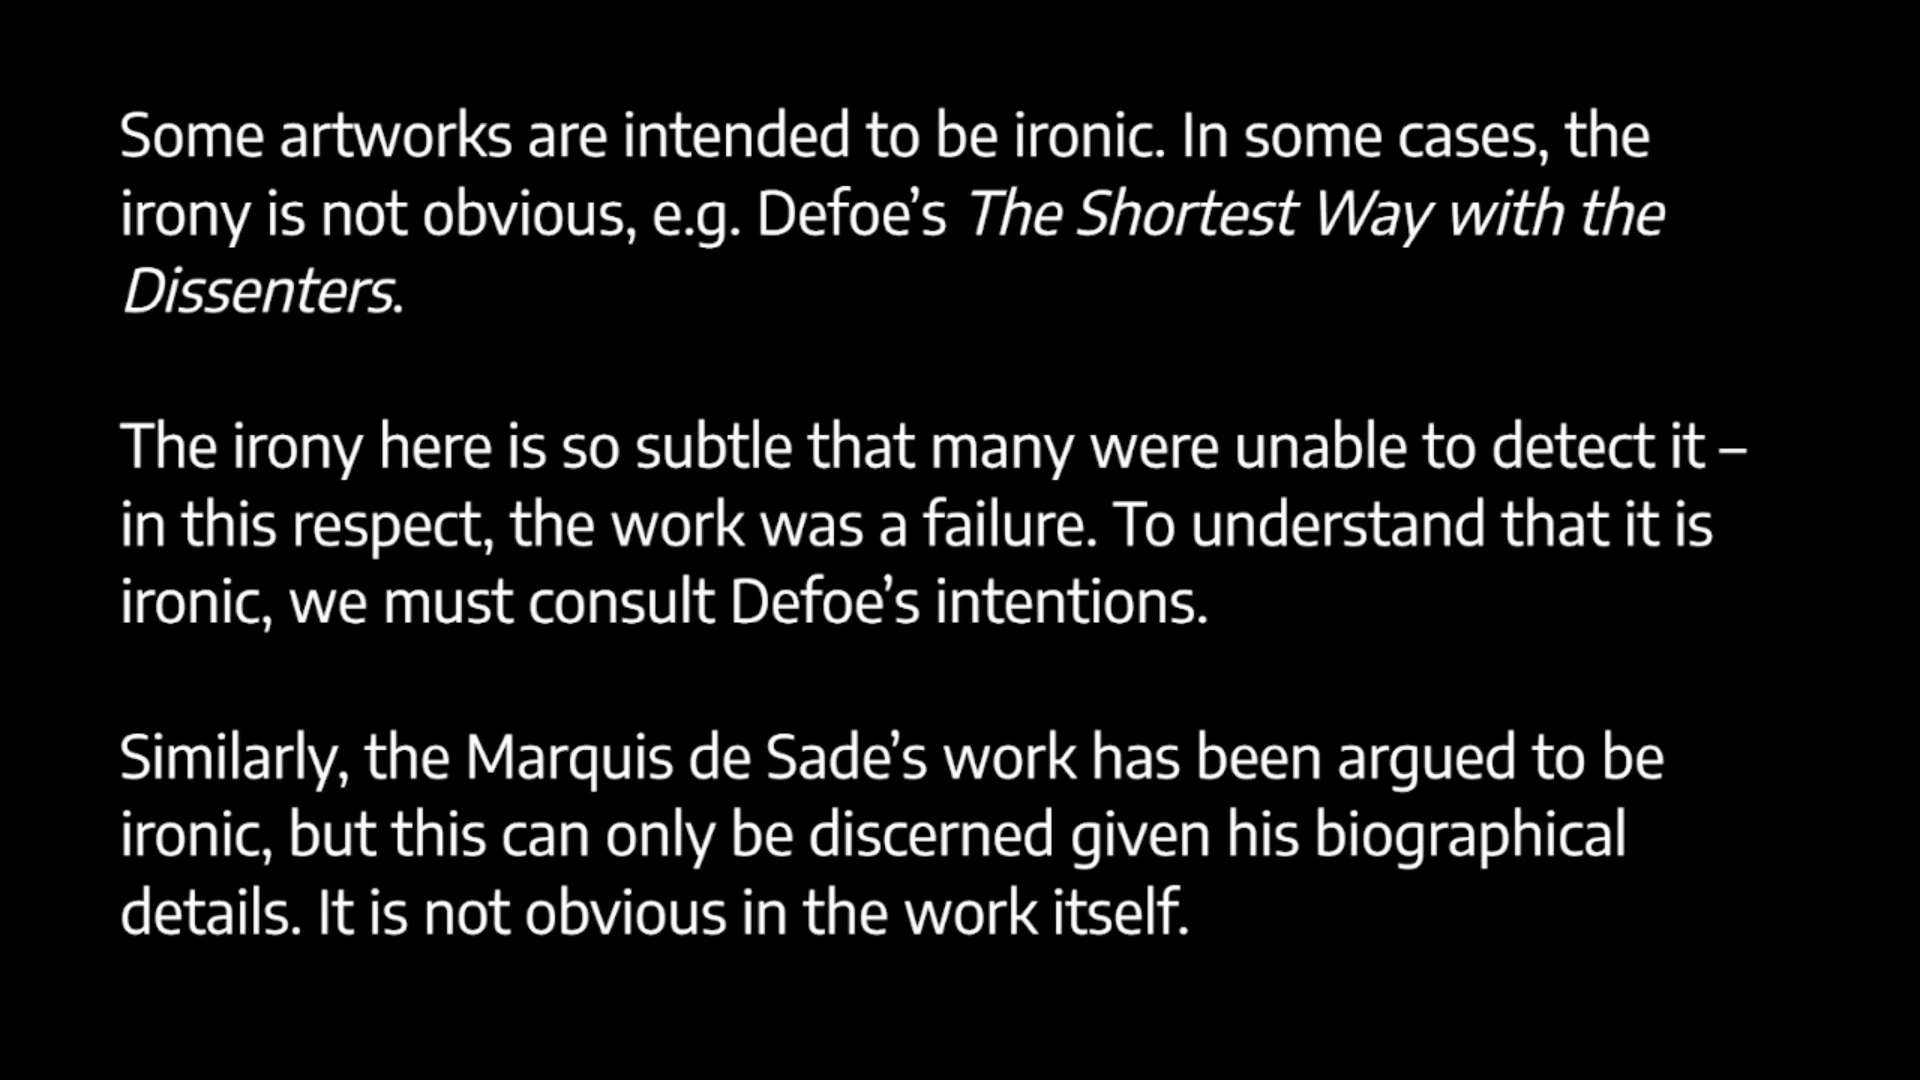 Some artworks are intended to be ironic. In some cases, the
irony is not obvious, e.g. Defoe’s The Shortest Way with the
Dissenters.
The irony here is so subtle that many were unable to detect it –
in this respect, the work was a failure. To understand that it is
ironic, we must consult Defoe’s intentions.
Similarly, the Marquis de Sade’s work has been argued to be
ironic, but this can only be discerned given his biographical
details. It is not obvious in the work itself.